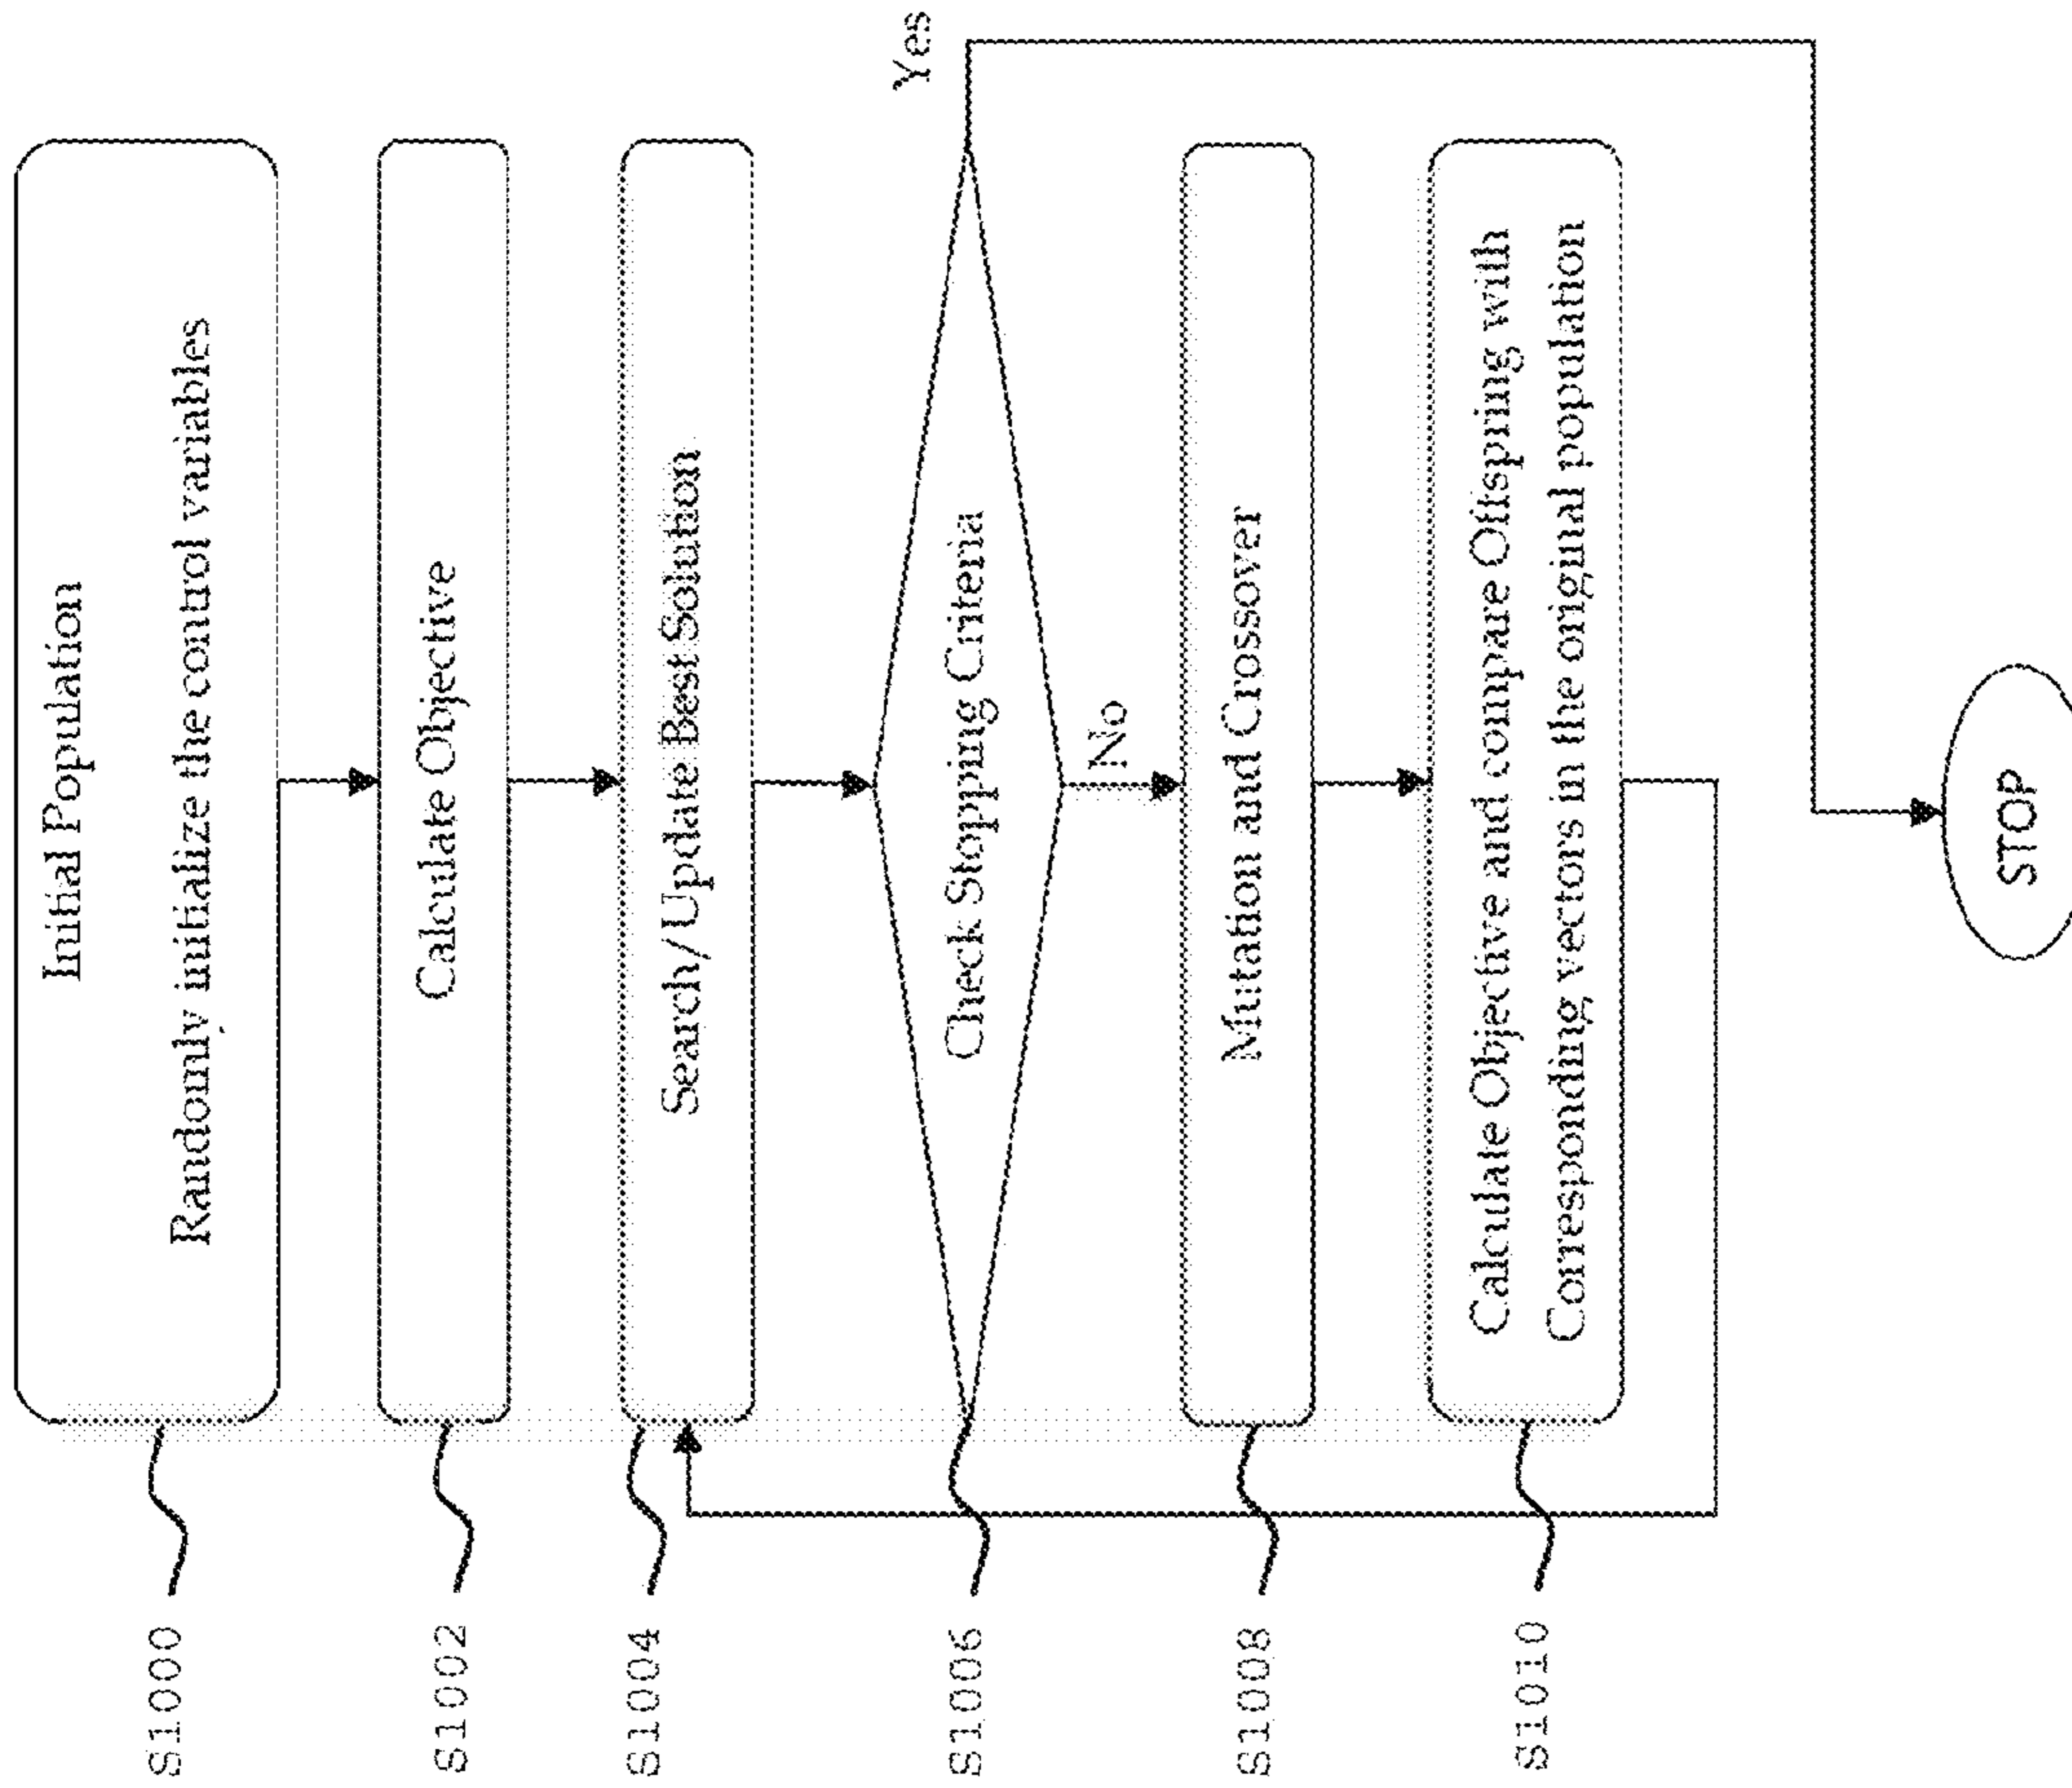 S1000
Initial Population
Randomly initialize the control variables
S1002
Calculate Objective
S1004
Search/Update Best Solution
S1006
Check Stopping Criteria
Yes
No
S1008
Mutation and Crossover
S1010
Calculate Objective and compare Offspring with
Corresponding vectors in the original population
STOP